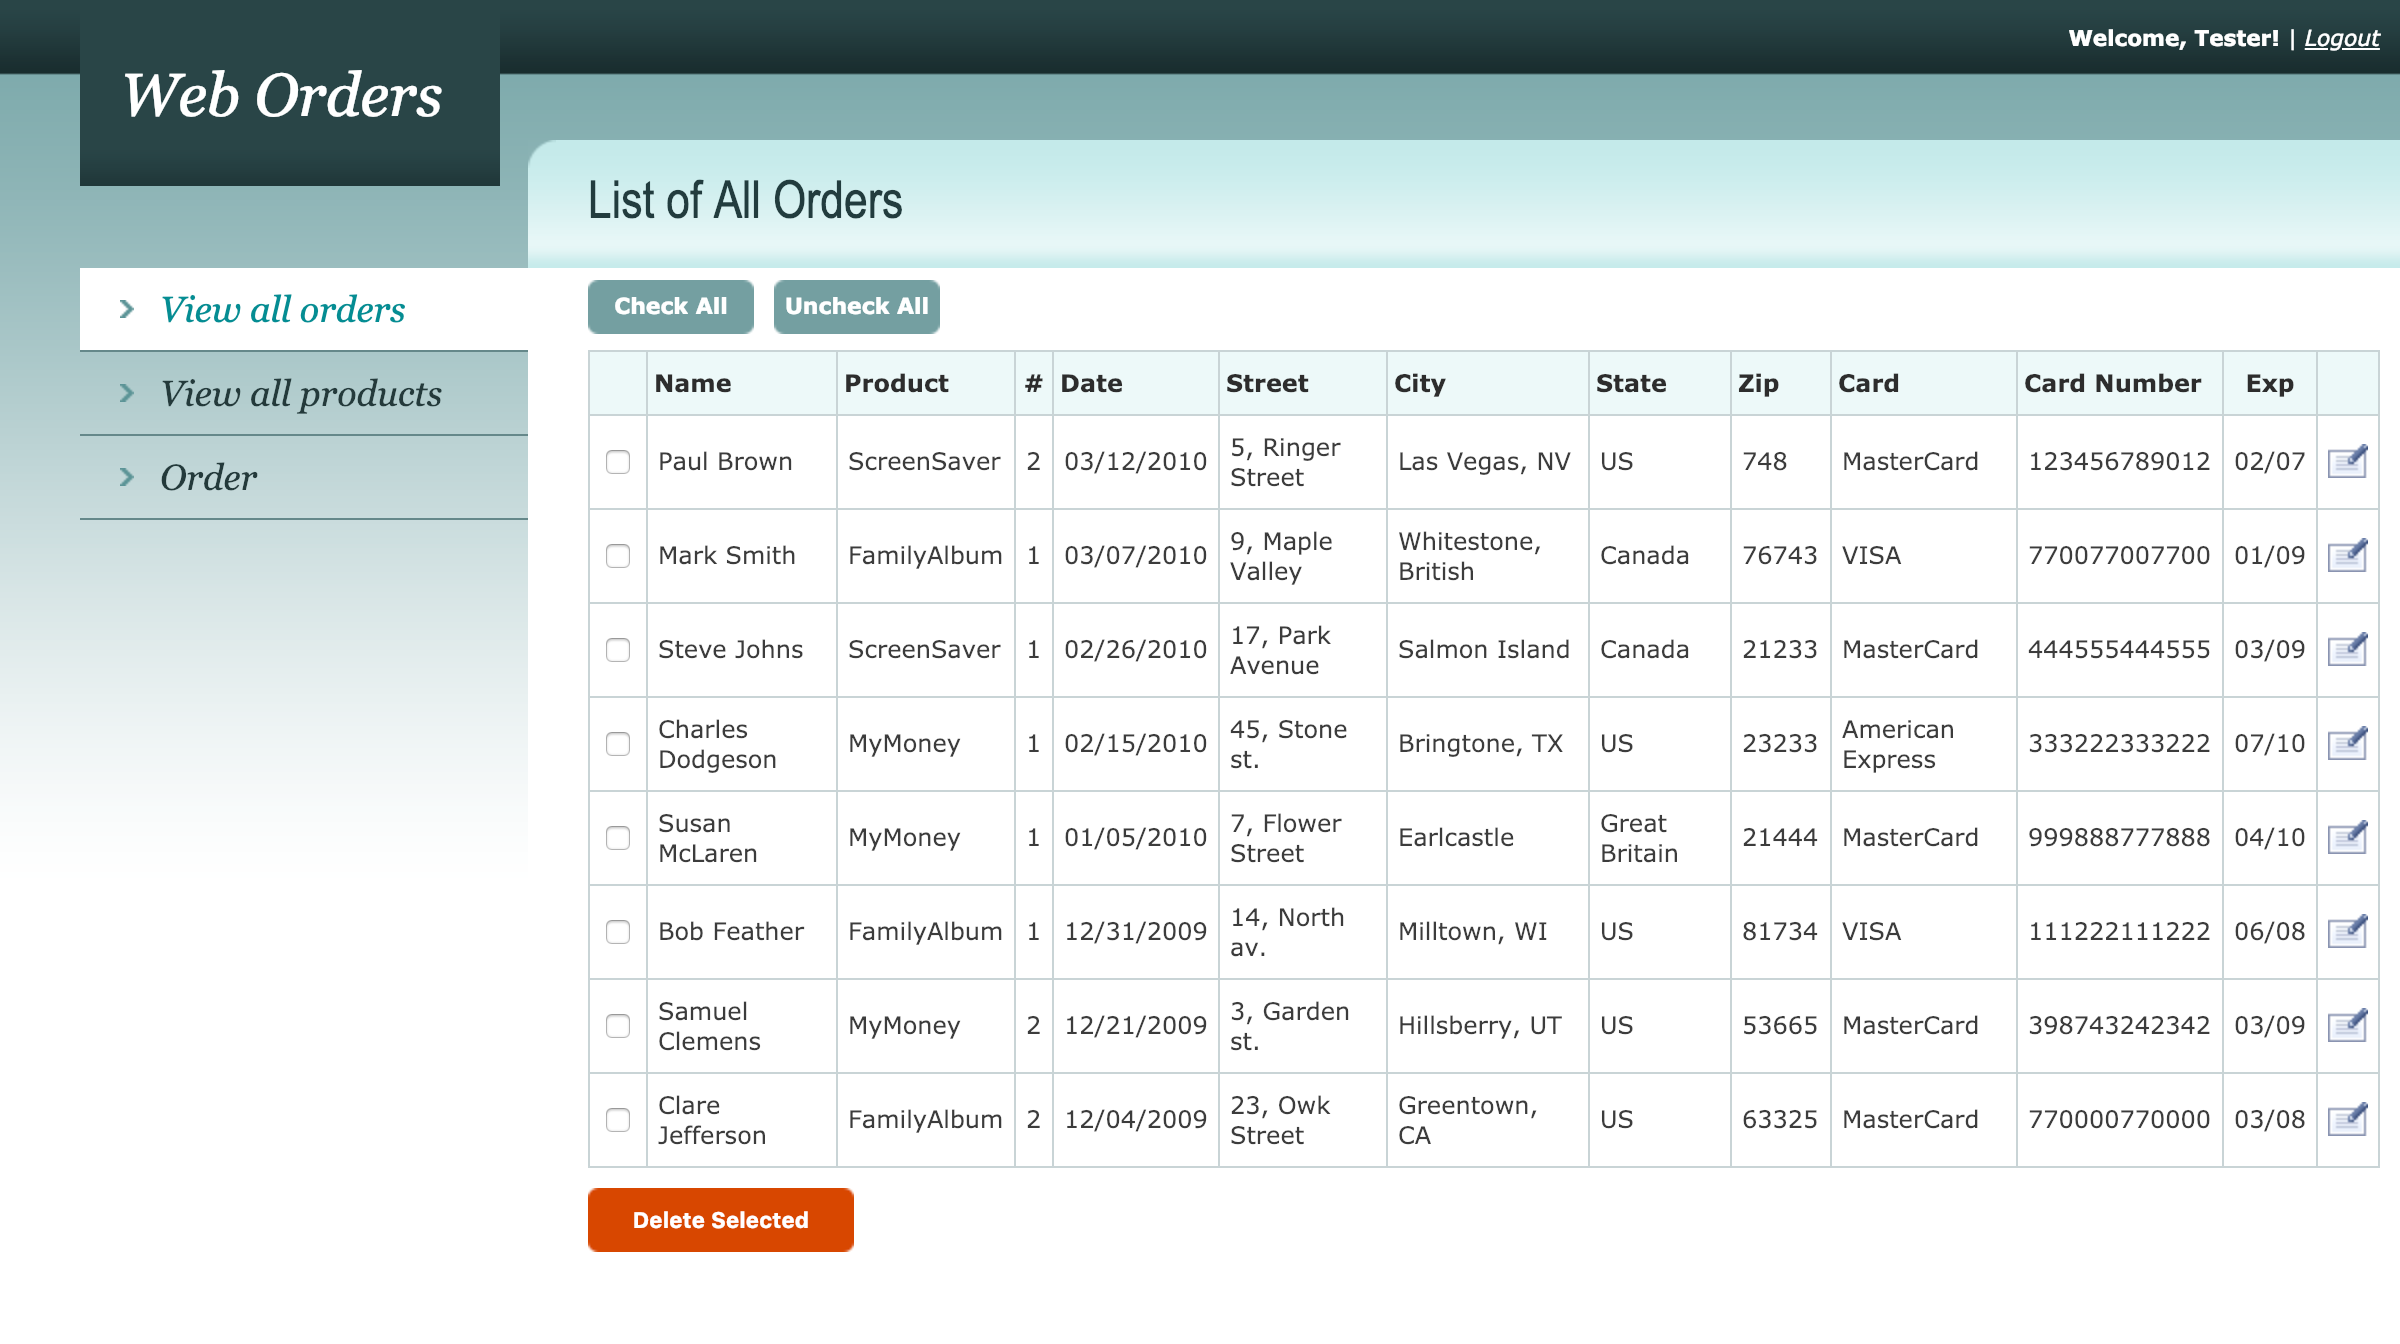 Welcome, Tester! | Logout
Web Orders
List of All Orders
View all orders
View all products
Order
Check All Uncheck All
Name Product # Date Street City State Zip Card Card Number Exp
Paul Brown ScreenSaver 2 03/12/2010 5, Ringer Street Las Vegas, NV US 748 MasterCard 123456789012 02/07
Mark Smith FamilyAlbum 1 03/07/2010 9, Maple Valley Whitestone, British Canada 76743 VISA 770077007700 01/09
Steve Johns ScreenSaver 1 02/26/2010 17, Park Avenue Salmon Island Canada 21233 MasterCard 444555444555 03/09
Charles Dodgeson MyMoney 1 02/15/2010 45, Stone st. Bringtone, TX US 23233 American Express 333222333222 07/10
Susan McLaren MyMoney 1 01/05/2010 7, Flower Street Earlcastle Great Britain 21444 MasterCard 999888777888 04/10
Bob Feather FamilyAlbum 1 12/31/2009 14, North av. Milltown, WI US 81734 VISA 111222111222 06/08
Samuel Clemens MyMoney 2 12/21/2009 3, Garden st. Hillsberry, UT US 53665 MasterCard 398743242342 03/09
Clare Jefferson FamilyAlbum 2 12/04/2009 23, Owk Street Greentown, CA US 63325 MasterCard 770000770000 03/08
Delete Selected